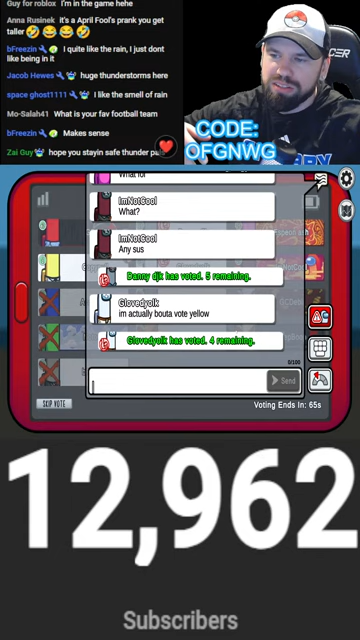 Guy for roblox I'm in the game hehe
Anna Rusinek it's a April Fool's prank you get
taller
bFreezin I quite like the rain, I just dont
like being in it
Jacob Hewes huge thunderstorms here
space ghost1111 I like the smell of rain
Mo-Salah41 What is your fav football team
bFreezin Makes sense
Zai Guy hope you stayin safe thunder
CODE:
OFGNWG
What for
ImNotCool
What?
ImNotCool
Any sus
Danny djk has voted. 5 remaining.
Glovedyoik
im actually bouta vote yellow
Glovedyoik has voted. 4 remaining.
0/100
Send
SKIP VOTE
Voting Ends In: 65s
12,962
Subscribers